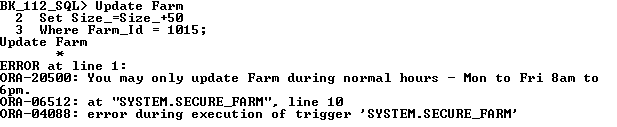 BK_112_SQL> Update Farm
2 Set Size_=Size_+50
3 Where Farm_Id = 1015;
Update Farm
*
ERROR at line 1:
ORA-20500: You may only update Farm during normal hours - Mon to Fri 8am to
6pm.
ORA-06512: at "SYSTEM.SECURE_FARM", line 10
ORA-04088: error during execution of trigger 'SYSTEM.SECURE_FARM'